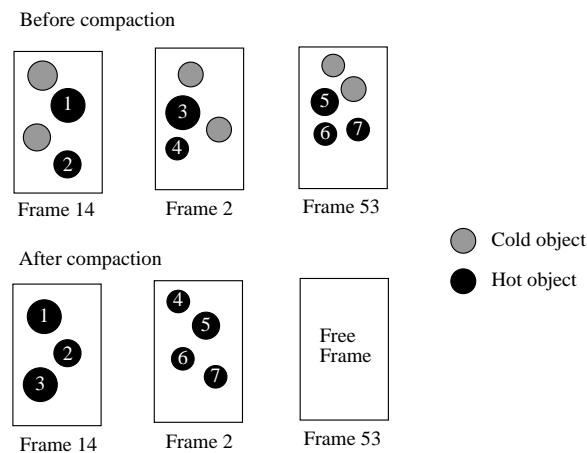 Before compaction
1
2
3
4
5
6 7
Frame 14 Frame 2 Frame 53
Cold object
After compaction
Hot object
1
2
3
4
5
6
7
Free
Frame
Frame 14 Frame 2 Frame 53